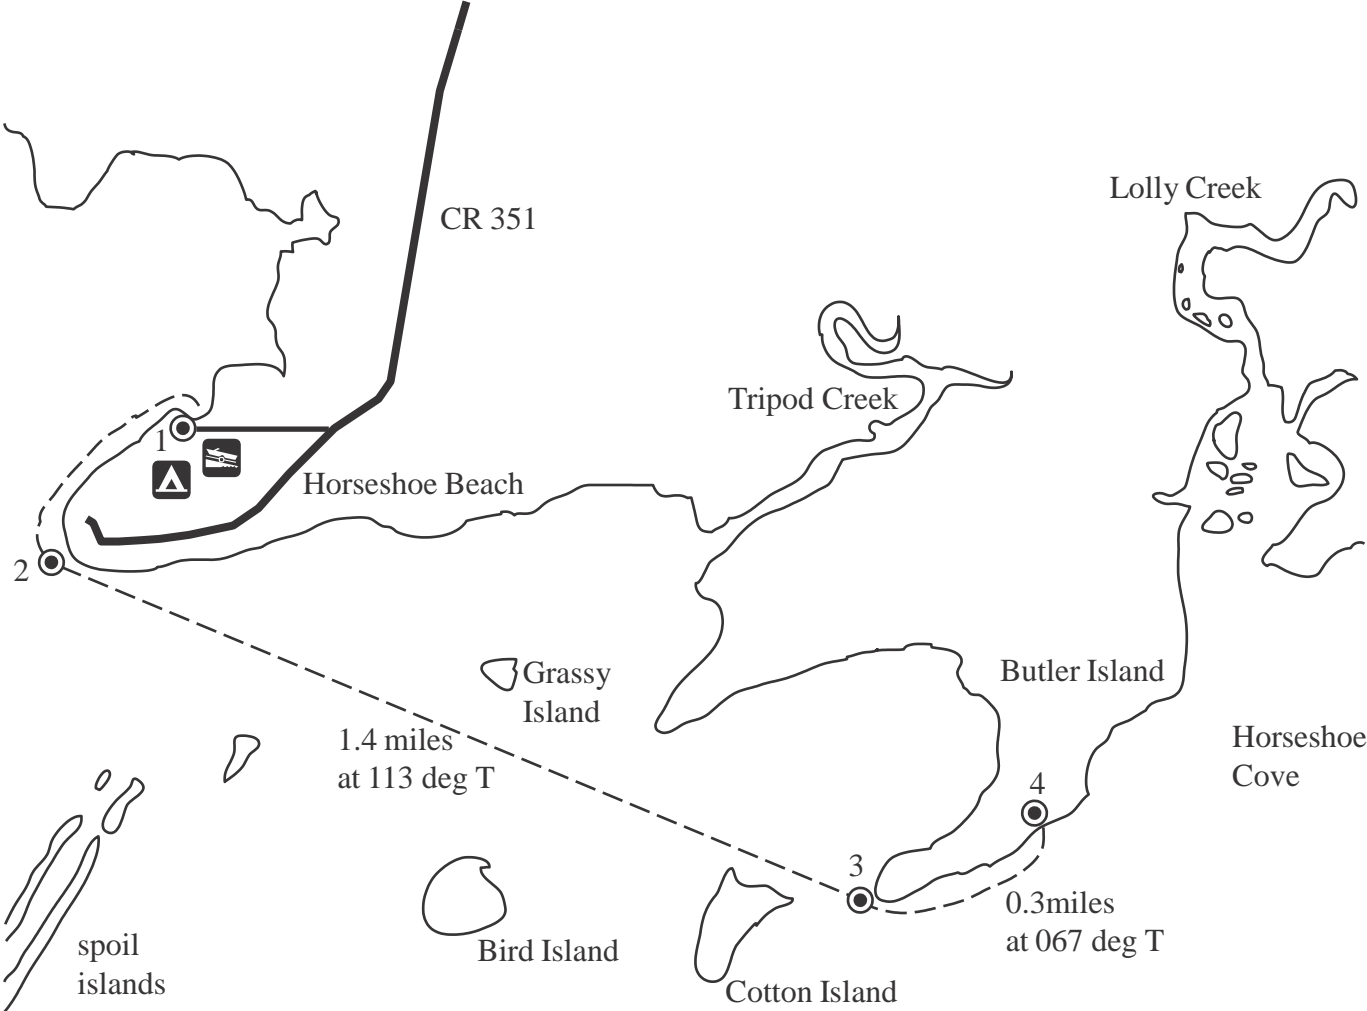 Lolly Creek
CR 351
Tripod Creek
1
Horseshoe Beach
2
Grassy
Island
Butler Island
1.4 miles
at 113 deg T
Horseshoe
Cove
4
3
0.3miles
at 067 deg T
spoil
islands
Bird Island
Cotton Island